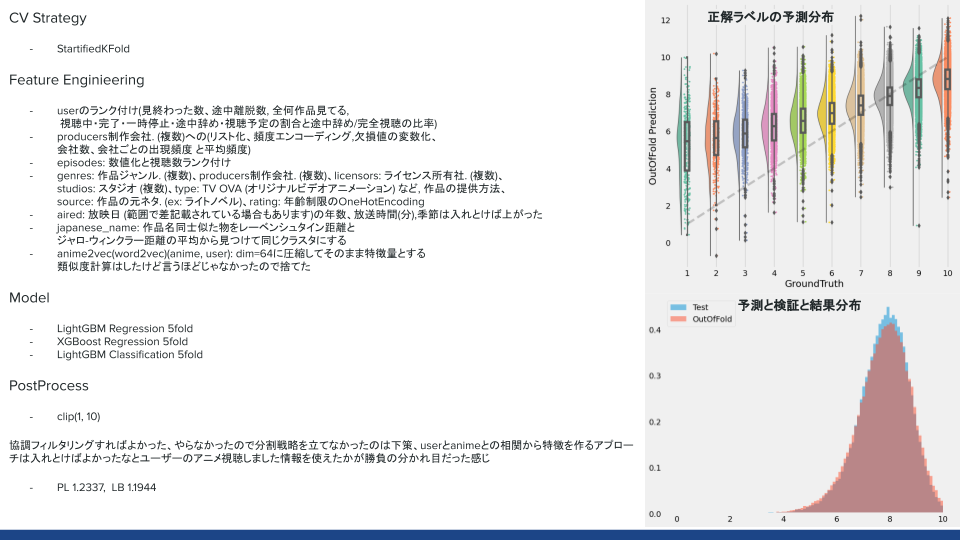 CV Strategy
- StartifiedKFold
Feature Engineering
- userのランク付け(見終わった数、途中離脱数、全何作品見てる,
視聴中・完了・一時停止・途中辞め・視聴予定の割合と途中辞め/完全視聴の比率)
- producers制作会社. (複数)への(リスト化、頻度エンコーディング,欠損値の変数化、
会社数、会社ごとの出現頻度 と平均頻度)
- episodes: 数値化と視聴数ランク付け
- genres: 作品ジャンル. (複数)、producers制作会社. (複数)、licensors: ライセンス所有社. (複数)、
studios: スタジオ (複数)、type: TV OVA (オリジナルビデオアニメーション) など, 作品の提供方法、
source: 作品の元ネタ. (ex: ライトノベル)、rating: 年齢制限のOneHotEncoding
- aired: 放映日 (範囲で差記載されている場合もあります)の年数、放送時間(分),季節は入れとけば上がった
- japanese_name: 作品名同士似た物をレーベンシュタイン距離と
ジャロ・ウィンクラー距離の平均から見つけて同じクラスタにする
- anime2vec(word2vec)(anime, user): dim=64に圧縮してそのまま特徴量とする
類似度計算はしたけど言うほどじゃなかったので捨てた
Model
- LightGBM Regression 5fold
- XGBoost Regression 5fold
- LightGBM Classification 5fold
PostProcess
- clip(1, 10)
協調フィルタリングすればよかった、やらなかったので分割戦略を立てなかったのは下策、userとanimeとの相関から特徴を作るアプロー
チは入れとけばよかったなとユーザーのアニメ視聴しました情報を使えたかが勝負の分かれ目だった感じ
- PL 1.2337, LB 1.1944
正解ラベルの予測分布
OutOfFold Prediction
12
10
8
6
4
2
0
1 2 3 4 5 6 7 8 9 10
GroundTruth
予測と検証と結果分布
Test
OutOfFold
0.4
0.3
0.2
0.1
0.0
0 2 4 6 8 10